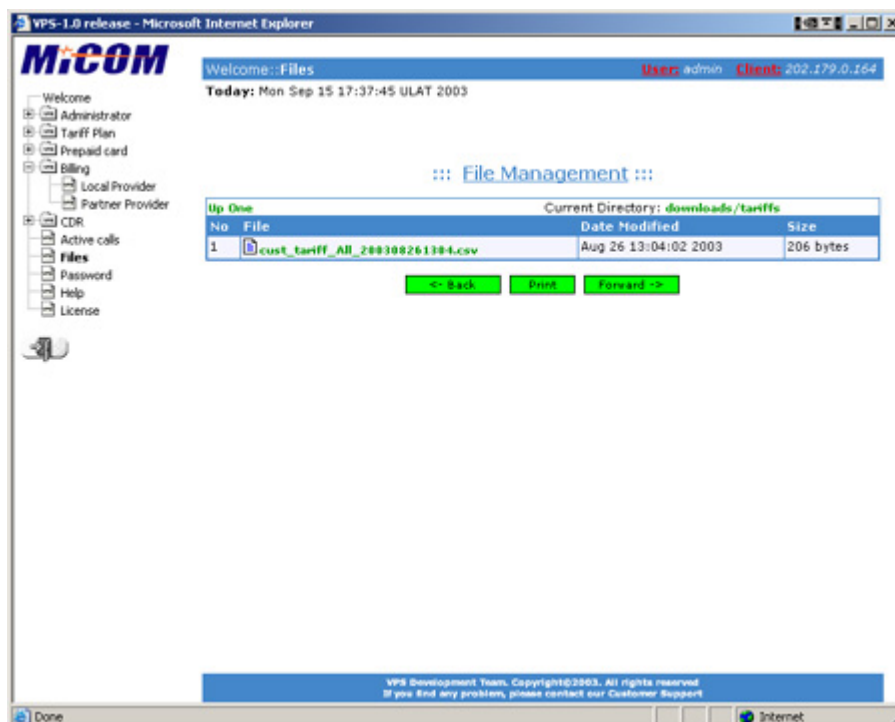 VPS-1.0 release - Microsoft Internet Explorer
MiCOM
Welcome::Files
User: admin Client: 202.179.0.164
Today: Mon Sep 15 17:37:45 ULAT 2003
Welcome
Administrator
Tariff Plan
Prepaid card
Billing
Local Provider
Partner Provider
CDR
Active calls
Files
Password
Help
License
::: File Management :::
Up One
Current Directory: downloads/tariffs
No File Date Modified Size
1 cust_tariff_All_200308261304.csv Aug 26 13:04:02 2003 206 bytes
<- Back
Print
Forward ->
VPS Development Team. Copyright©2003. All rights reserved
If you find any problem, please contact our Customer Support
Done
Internet